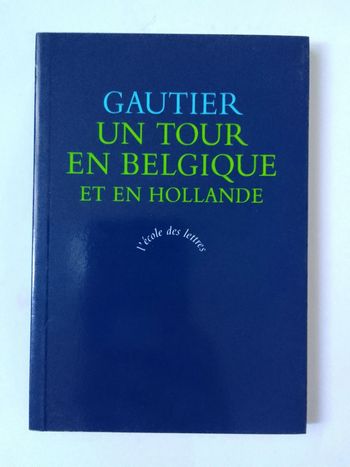 GAUTIER
UN TOUR
EN BELGIQUE
ET EN HOLLANDE
l'école des lettres